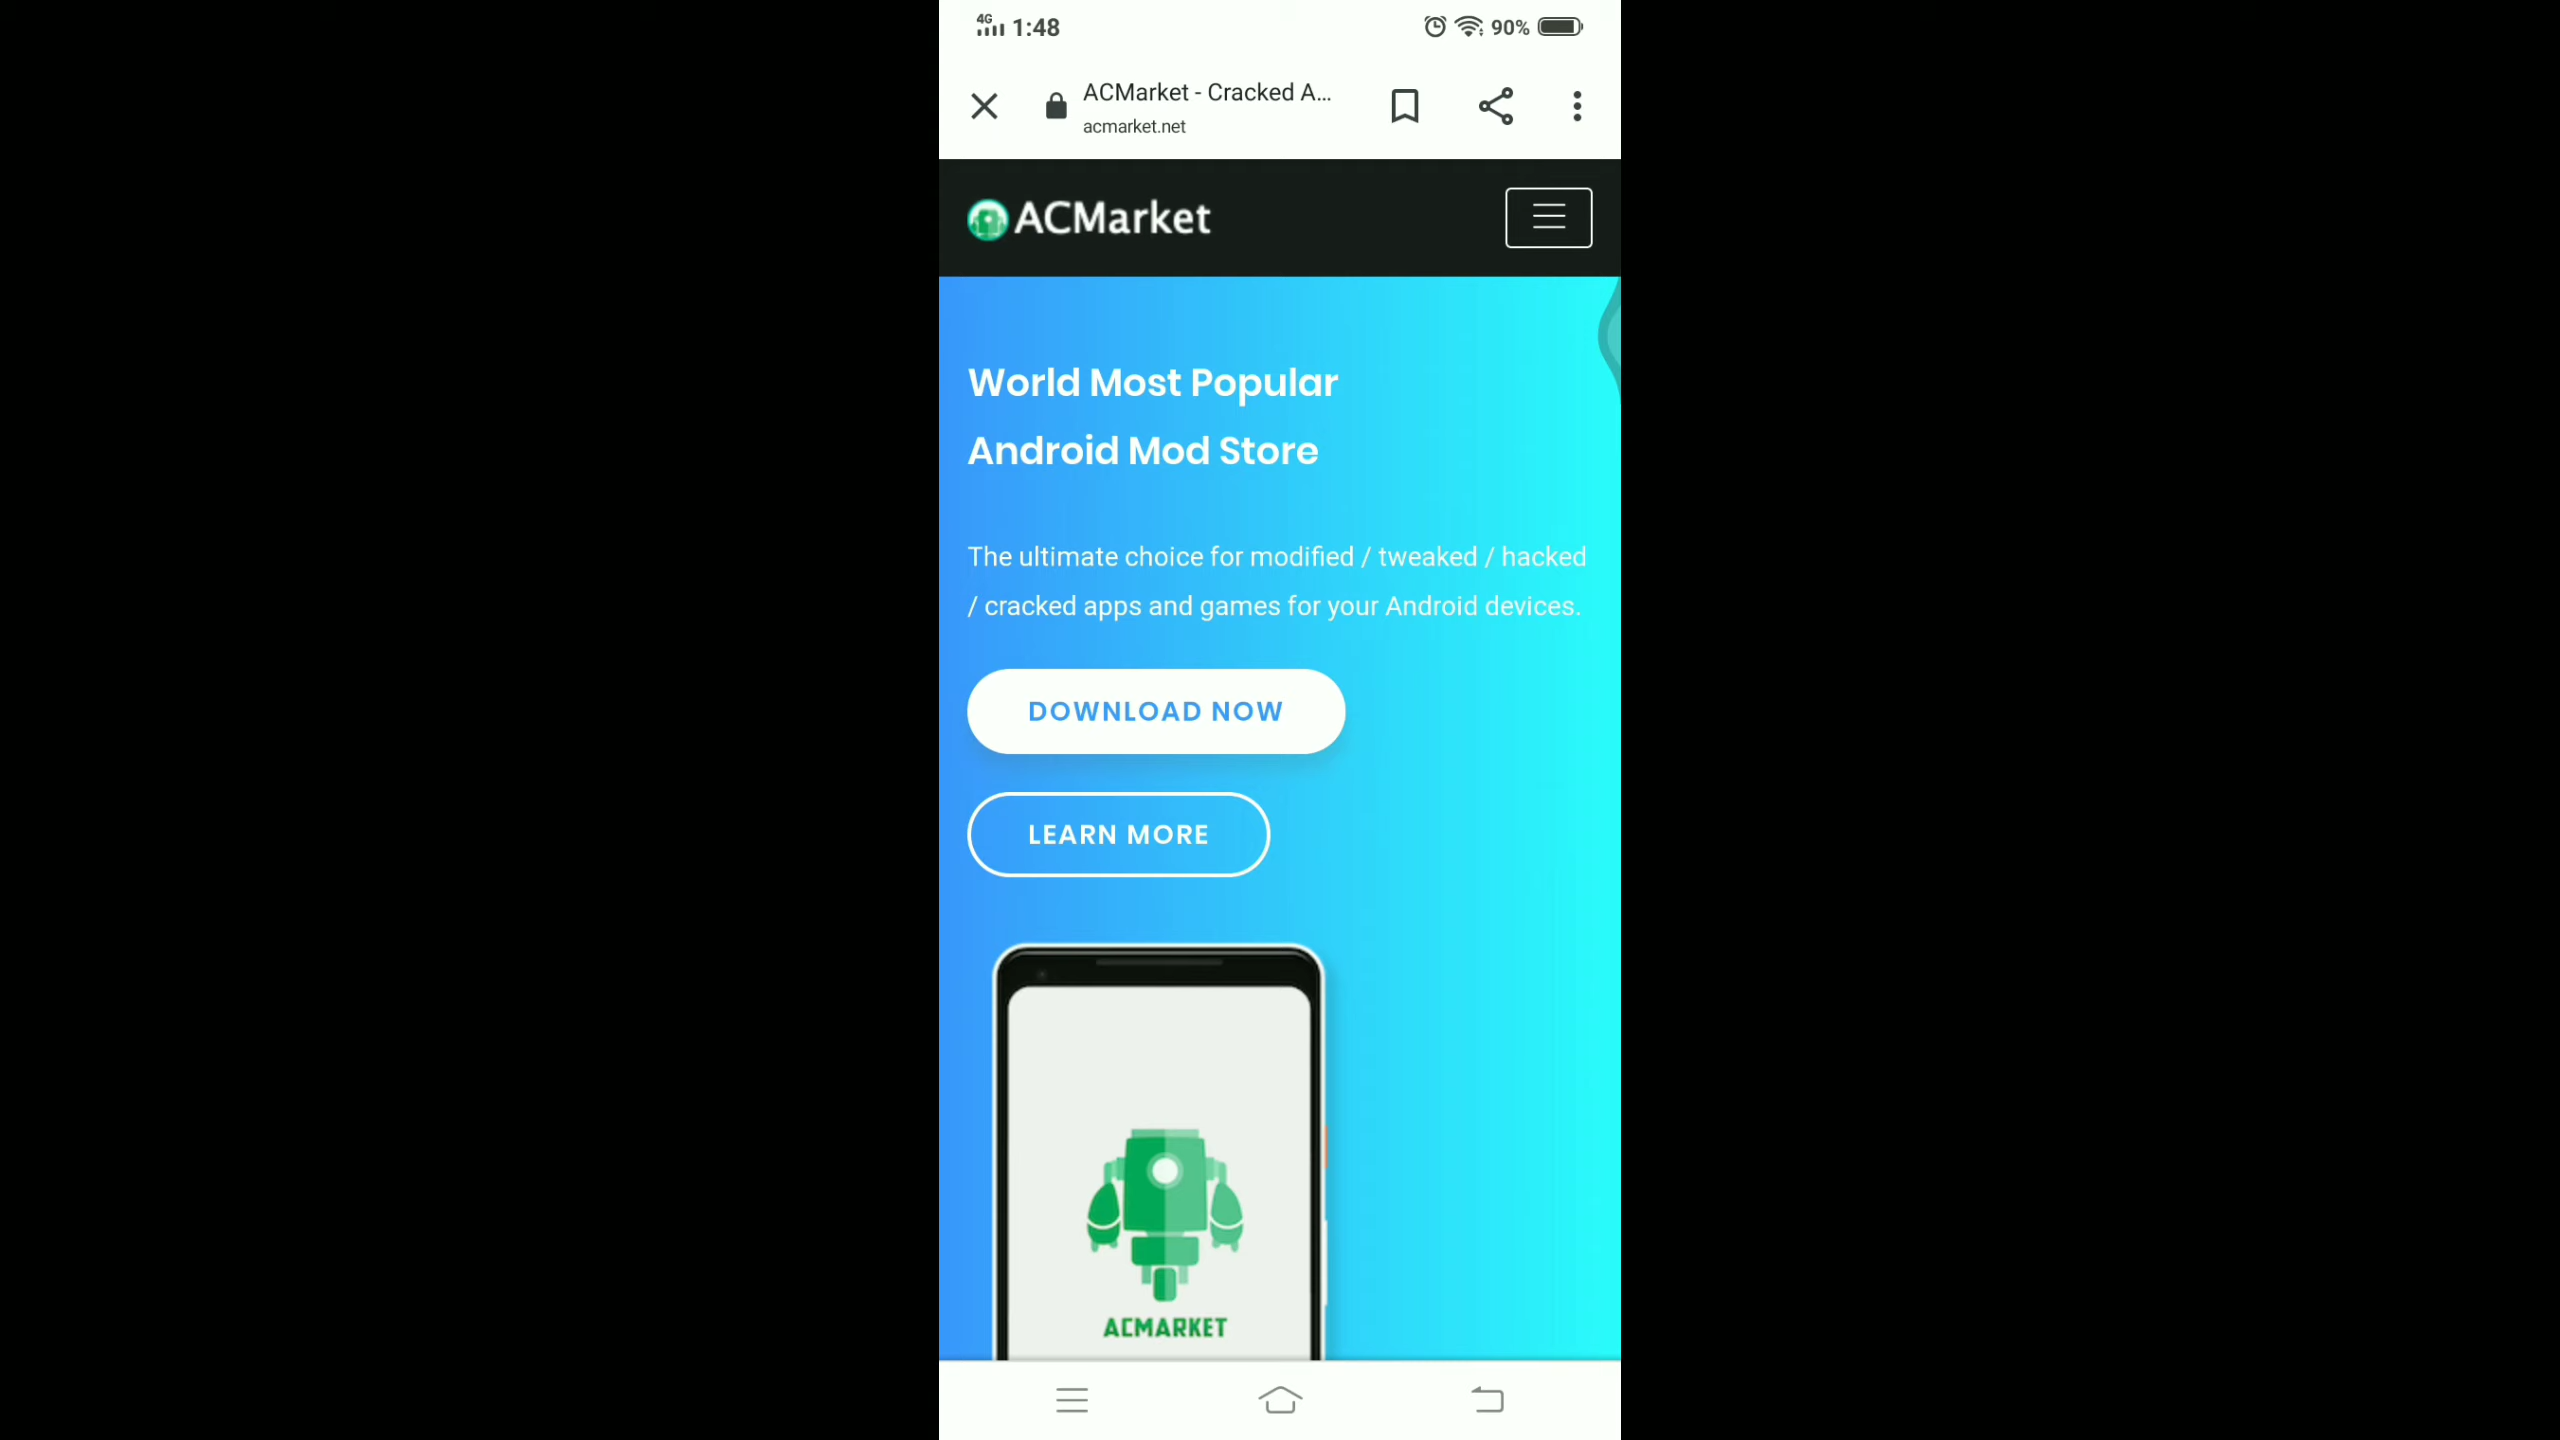 4G 1:48 90%
ACMarket - Cracked A...
acmarket.net
ACMarket
World Most Popular
Android Mod Store
The ultimate choice for modified / tweaked / hacked
/ cracked apps and games for your Android devices.
DOWNLOAD NOW
LEARN MORE
ACMARKET